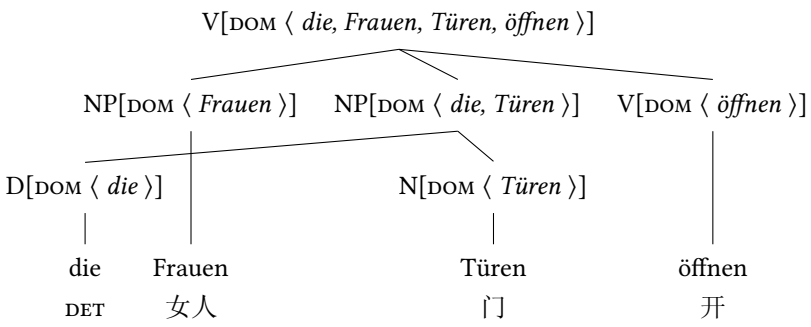 V[DOM ⟨ die, Frauen, Türen, öffnen ⟩]
NP[DOM ⟨ Frauen ⟩] NP[DOM ⟨ die, Türen ⟩] V[DOM ⟨ öffnen ⟩]
D[DOM ⟨ die ⟩] N[DOM ⟨ Türen ⟩]
die Frauen Türen öffnen
DET 女人 门 开